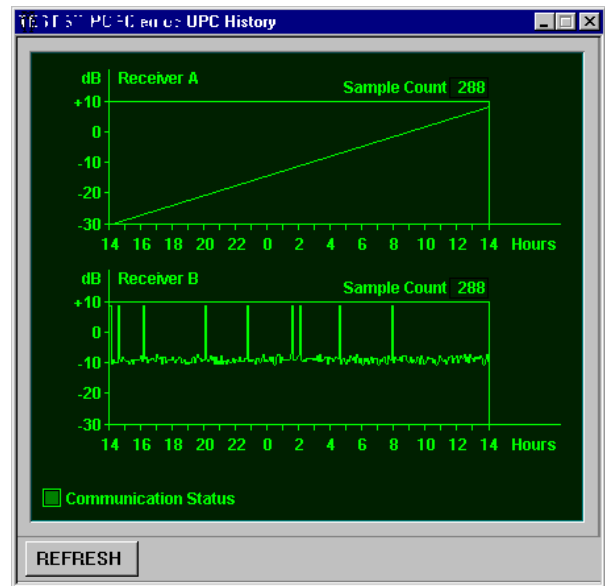 UPC History
dB Receiver A
Sample Count 288
+10
0
-10
-20
-30
14 16 18 20 22 0 2 4 6 8 10 12 14 Hours
dB Receiver B
Sample Count 288
+10
0
-10
-20
-30
14 16 18 20 22 0 2 4 6 8 10 12 14 Hours
Communication Status
REFRESH